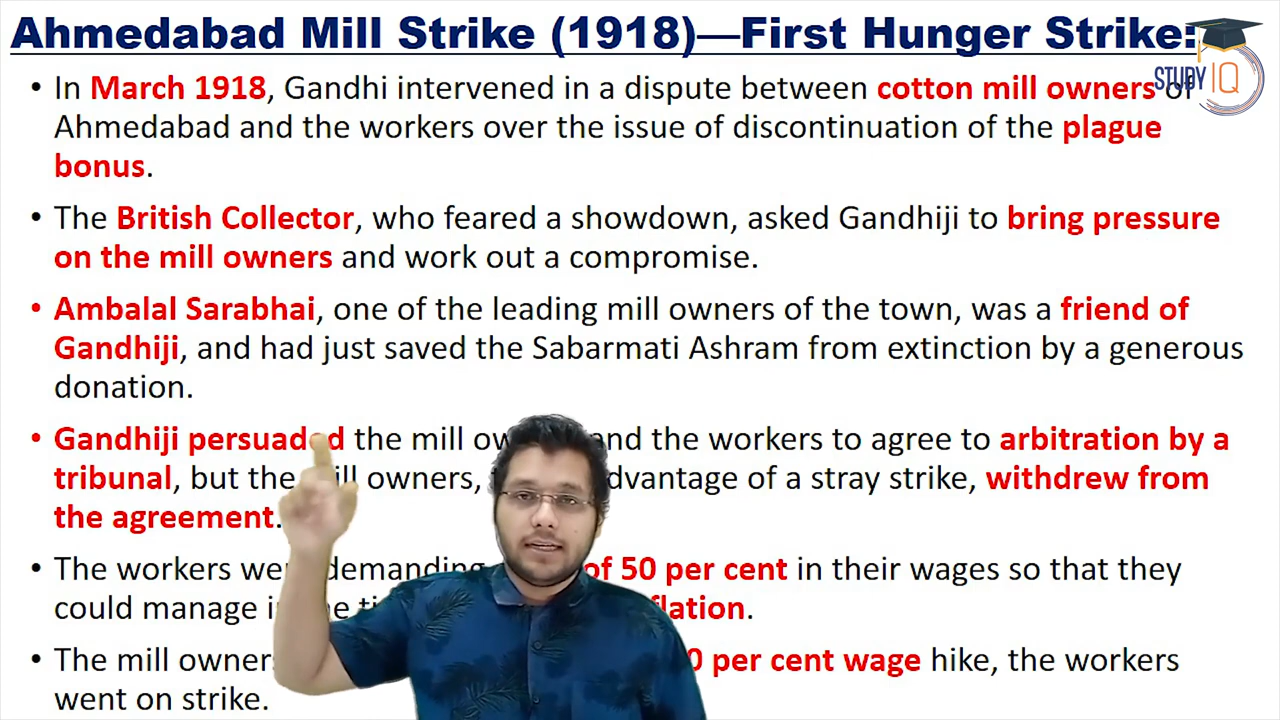 Ahmedabad Mill Strike (1918)—First Hunger Strike:
STUDY IQ
• In March 1918, Gandhi intervened in a dispute between cotton mill owners of
Ahmedabad and the workers over the issue of discontinuation of the plague
bonus.
• The British Collector, who feared a showdown, asked Gandhiji to bring pressure
on the mill owners and work out a compromise.
• Ambalal Sarabhai, one of the leading mill owners of the town, was a friend of
Gandhiji, and had just saved the Sabarmati Ashram from extinction by a generous
donation.
• Gandhiji persuaded the mill and the workers to agree to arbitration by a
tribunal, but the mill owners, advantage of a stray strike, withdrew from
the agreement.
• The workers were demanding of 50 per cent in their wages so that they
could manage
• The mill per cent wage hike, the workers
went on strike.